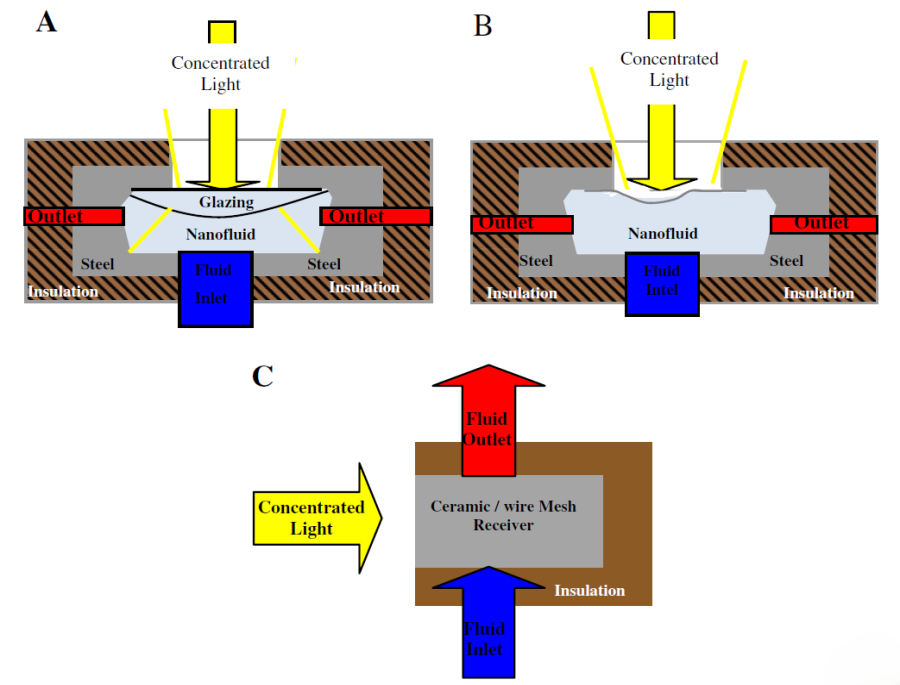 A
Concentrated
Light
Glazing
Outlet
Outlet
Nanofluid
Steel
Fluid
Steel
Inlet
Insulation
Insulation
B
Concentrated
Light
Outlet
Outlet
Nanofluid
Steel
Fluid
Steel
Intel
Insulation
Insulation
C
Fluid
Outlet
Concentrated
Light
Ceramic / wire Mesh
Receiver
Insulation
Fluid
Inlet